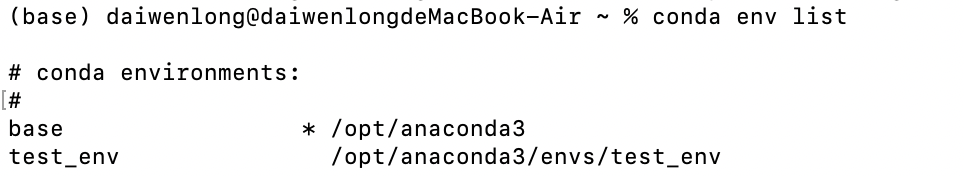 (base) daiwenlong@daiwenlongdeMacBook-Air ~ % conda env list
# conda environments:
[#
base * /opt/anaconda3
test_env /opt/anaconda3/envs/test_env